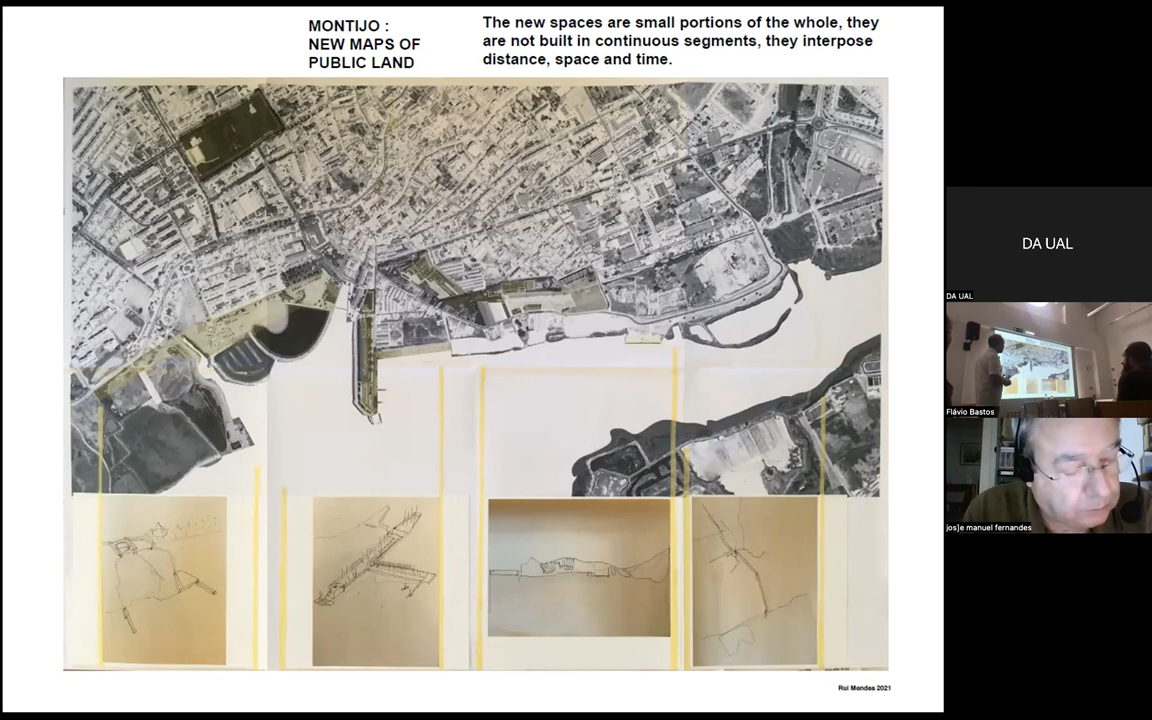 MONTIJO :
NEW MAPS OF
PUBLIC LAND
The new spaces are small portions of the whole, they
are not built in continuous segments, they interpose
distance, space and time.
Rui Mendes 2021
DA UAL
DA UAL
Flávio Bastos
jos]e manuel fernandes